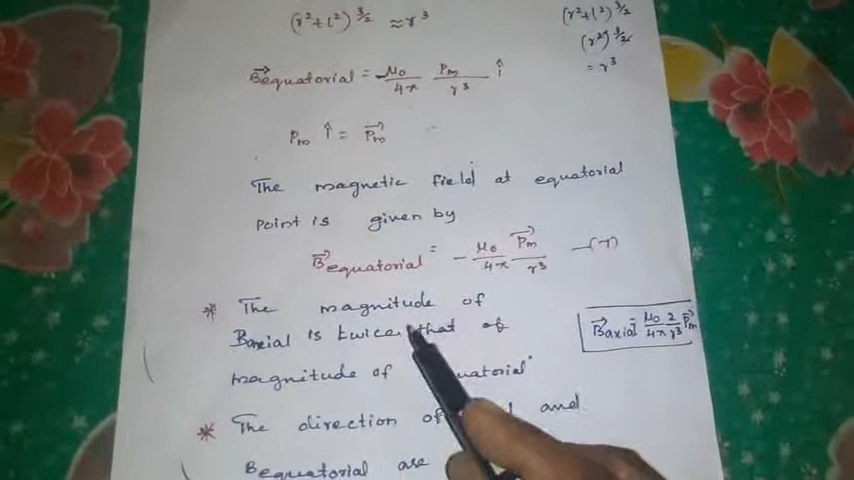 (r²+l²)^3/2 ≈ r³
(r²+l²)^3/2
(r²)^3/2
= r³
B⃗equatorial = -μ₀/4π Pm/r³ î
Pm î = P⃗m
The magnetic field at equatorial
Point is given by
B⃗equatorial = - μ₀/4π P⃗m/r³ —(7)
* The magnitude of
Baxial is twice that of
magnitude of
B⃗axial = μ₀/4π 2/r³ P⃗m
* The direction of and
Bequatorial are